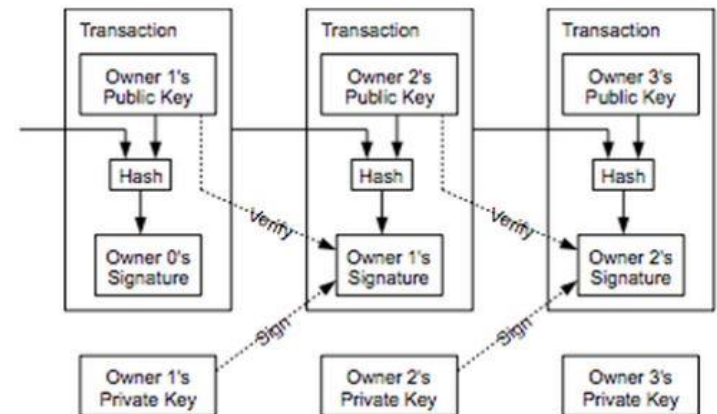 Transaction
Transaction
Transaction
Owner 1's
Public Key
Owner 2's
Public Key
Owner 3's
Public Key
Hash
Hash
Hash
Verify
Verify
Owner 0's
Signature
Owner 1's
Signature
Owner 2's
Signature
Sign
Sign
Owner 1's
Private Key
Owner 2's
Private Key
Owner 3's
Private Key